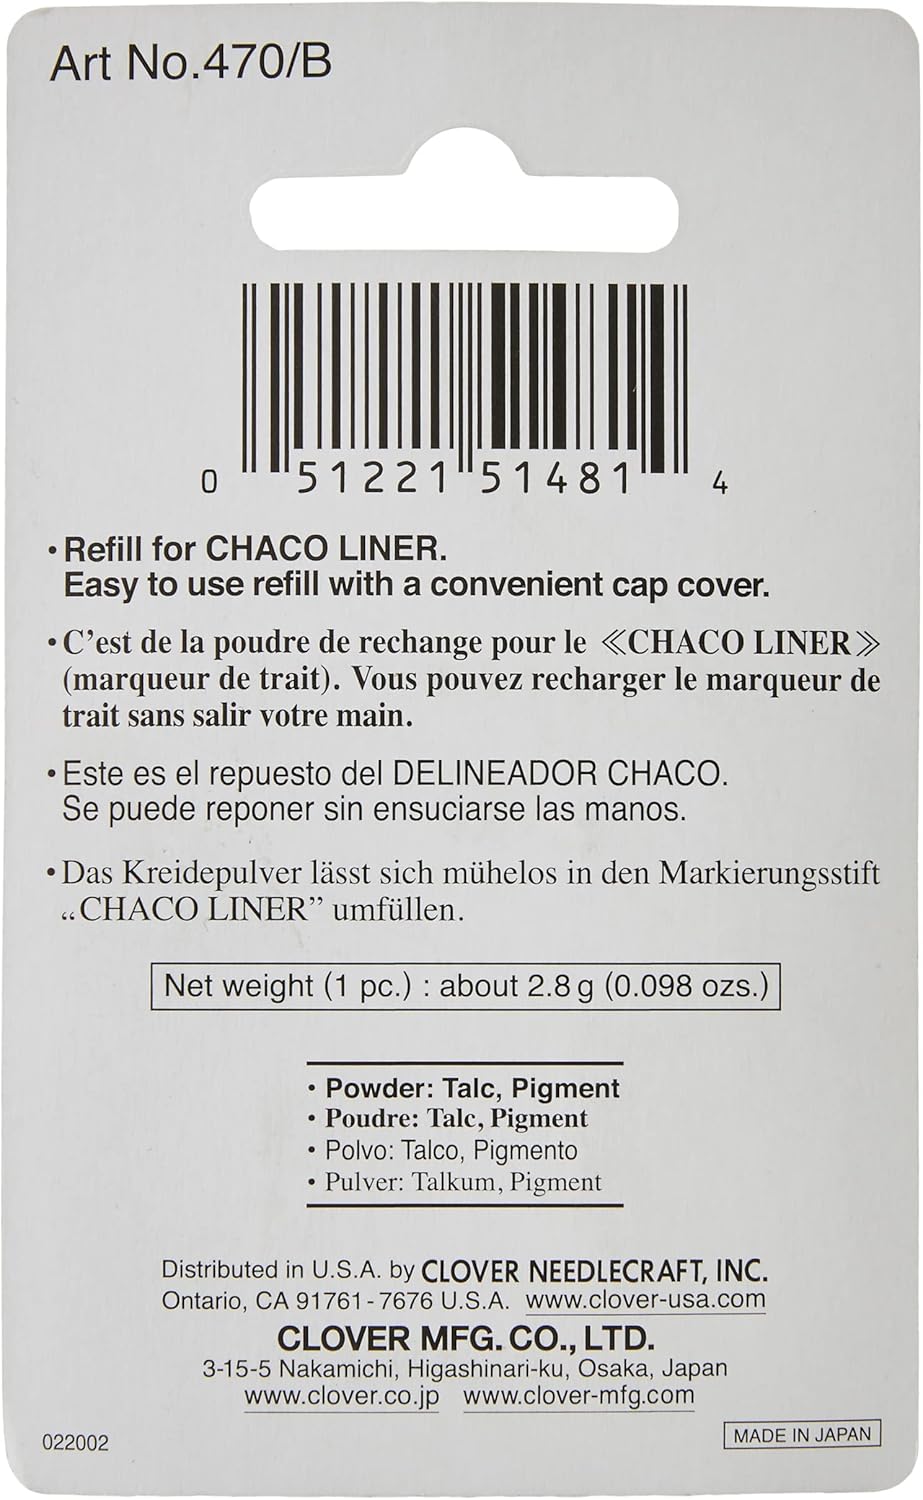 Art No.470/B
0 51221 51481 4
・Refill for CHACO LINER.
Easy to use refill with a convenient cap cover.
・C’est de la poudre de rechange pour le ≪CHACO LINER≫
(marqueur de trait). Vous pouvez recharger le marqueur de
trait sans salir votre main.
・Este es el repuesto del DELINEADOR CHACO.
Se puede reponer sin ensuciarse las manos.
・Das Kreidepulver lässt sich mühelos in den Markierungsstift
„CHACO LINER” umfüllen.
Net weight (1 pc.) : about 2.8 g (0.098 ozs.)
・Powder: Talc, Pigment
・Poudre: Talc, Pigment
・Polvo: Talco, Pigmento
・Pulver: Talkum, Pigment
Distributed in U.S.A. by CLOVER NEEDLECRAFT, INC.
Ontario, CA 91761-7676 U.S.A. www.clover-usa.com
CLOVER MFG. CO., LTD.
3-15-5 Nakamichi, Higashinari-ku, Osaka, Japan
www.clover.co.jp www.clover-mfg.com
022002
MADE IN JAPAN